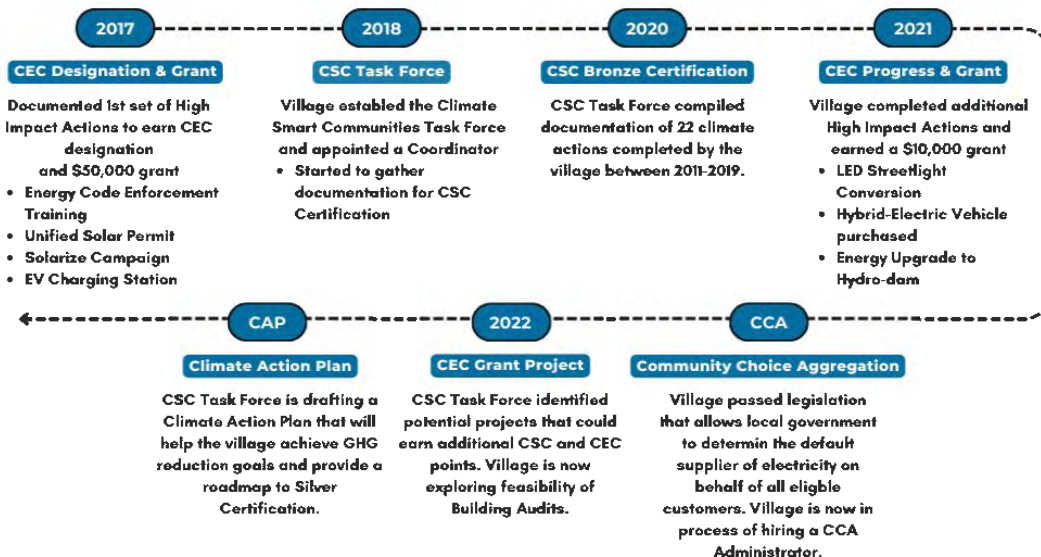 2017
CEC Designation & Grant
Documented 1st set of High
Impact Actions to earn CEC
designation
and $50,000 grant
• Energy Code Enforcement
Training
• Unified Solar Permit
• Solarize Campaign
• EV Charging Station
2018
CSC Task Force
Village establed the Climate
Smart Communities Task Force
and appointed a Coordinator
• Started to gather
documentation for CSC
Certification
2020
CSC Bronze Certification
CSC Task Force compiled
documentation of 22 climate
actions completed by the
village between 2011-2019.
2021
CEC Progress & Grant
Village completed additional
High Impact Actions and
earned a $10,000 grant
• LED Streetlight
Conversion
• Hybrid-Electric Vehicle
purchased
• Energy Upgrade to
Hydro-dam
CCA
Community Choice Aggregation
Village passed legislation
that allows local government
to determin the default
supplier of electricity on
behalf of all eligble
customers. Village is now in
process of hiring a CCA
Administrator.
2022
CEC Grant Project
CSC Task Force identified
potential projects that could
earn additional CSC and CEC
points. Village is now
exploring feasibility of
Building Audits.
CAP
Climate Action Plan
CSC Task Force is drafting a
Climate Action Plan that will
help the village achieve GHG
reduction goals and provide a
roadmap to Silver
Certification.